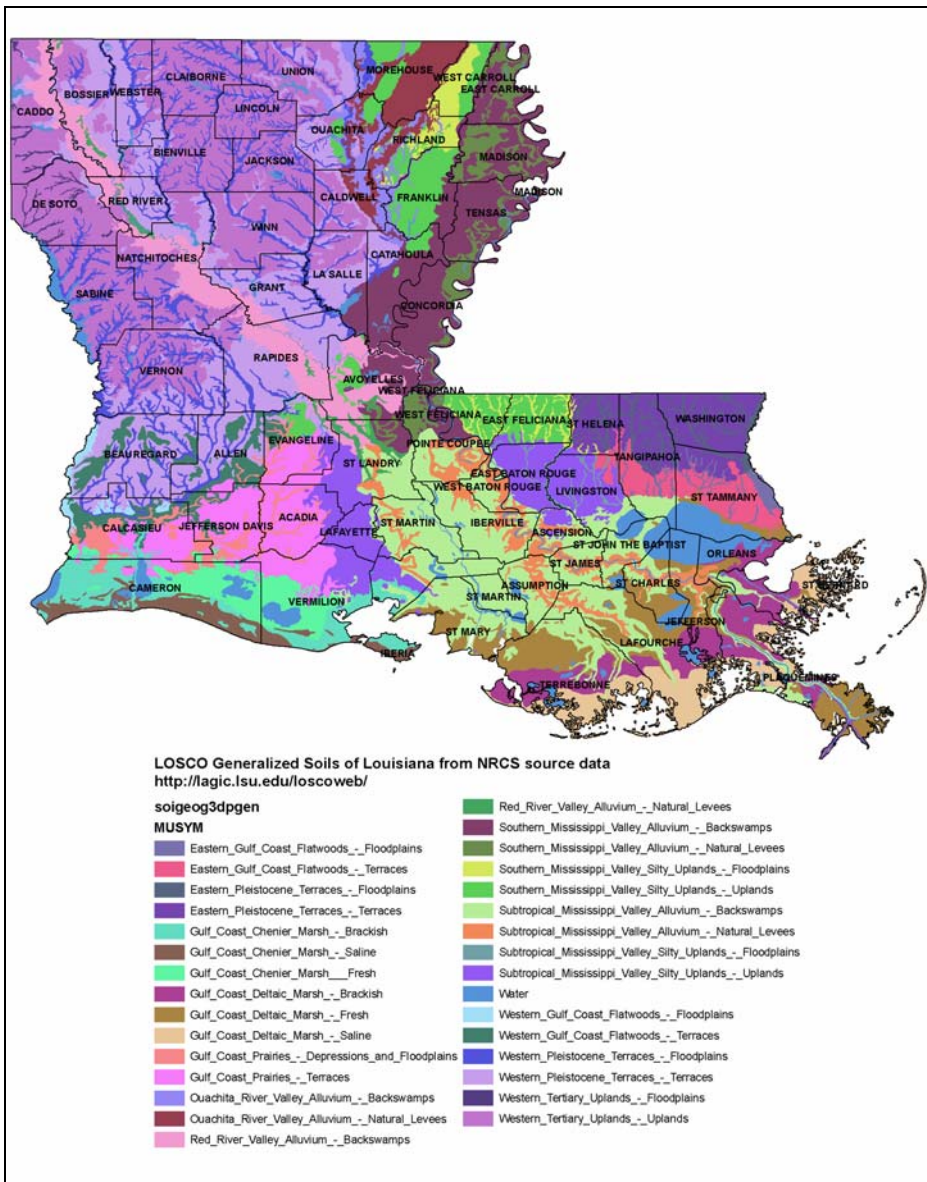 MOREHOUSE
UNION
WEST CARROLL
EAST CARROLL
CLAIBORNE
BOSSIER
WEBSTER
LINCOLN
CADDO
OUACHITA
RICHLAND
BIENVILLE
JACKSON
MADISON
MADISON
CALDWELL
FRANKLIN
DE SOTO
RED RIVER
TENSAS
WINN
CATAHOULA
NATCHITOCHES
LA SALLE
SABINE
GRANT
CONCORDIA
RAPIDES
VERNON
AVOYELLES
WEST FELICIANA
WEST FELICIANA
EAST FELICIANA
ST HELENA
WASHINGTON
EVANGELINE
POINTE COUPEE
TANGIPAHOA
BEAUREGARD
ALLEN
ST LANDRY
EAST BATON ROUGE
WEST BATON ROUGE
LIVINGSTON
ST TAMMANY
ACADIA
CALCASIEU
JEFFERSON DAVIS
ST MARTIN
IBERVILLE
LAFAYETTE
ASCENSION
ST JOHN THE BAPTIST
ORLEANS
ST JAMES
CAMERON
ASSUMPTION
ST CHARLES
VERMILION
ST MARTIN
JEFFERSON
ST MARY
LAFOURCHE
IBERIA
PLAQUEMINES
TERREBONNE
LOSCO Generalized Soils of Louisiana from NRCS source data
http://lagic.lsu.edu/loscoweb/
soigeog3dpgen
MUSYM
Eastern_Gulf_Coast_Flatwoods_-_Floodplains
Eastern_Gulf_Coast_Flatwoods_-_Terraces
Eastern_Pleistocene_Terraces_-_Floodplains
Eastern_Pleistocene_Terraces_-_Terraces
Gulf_Coast_Chenier_Marsh_-_Brackish
Gulf_Coast_Chenier_Marsh_-_Saline
Gulf_Coast_Chenier_Marsh___Fresh
Gulf_Coast_Deltaic_Marsh_-_Brackish
Gulf_Coast_Deltaic_Marsh_-_Fresh
Gulf_Coast_Deltaic_Marsh_-_Saline
Gulf_Coast_Prairies_-_Depressions_and_Floodplains
Gulf_Coast_Prairies_-_Terraces
Ouachita_River_Valley_Alluvium_-_Backswamps
Ouachita_River_Valley_Alluvium_-_Natural_Levees
Red_River_Valley_Alluvium_-_Backswamps
Red_River_Valley_Alluvium_-_Natural_Levees
Southern_Mississippi_Valley_Alluvium_-_Backswamps
Southern_Mississippi_Valley_Alluvium_-_Natural_Levees
Southern_Mississippi_Valley_Silty_Uplands_-_Floodplains
Southern_Mississippi_Valley_Silty_Uplands_-_Uplands
Subtropical_Mississippi_Valley_Alluvium_-_Backswamps
Subtropical_Mississippi_Valley_Alluvium_-_Natural_Levees
Subtropical_Mississippi_Valley_Silty_Uplands_-_Floodplains
Subtropical_Mississippi_Valley_Silty_Uplands_-_Uplands
Water
Western_Gulf_Coast_Flatwoods_-_Floodplains
Western_Gulf_Coast_Flatwoods_-_Terraces
Western_Pleistocene_Terraces_-_Floodplains
Western_Pleistocene_Terraces_-_Terraces
Western_Tertiary_Uplands_-_Floodplains
Western_Tertiary_Uplands_-_Uplands